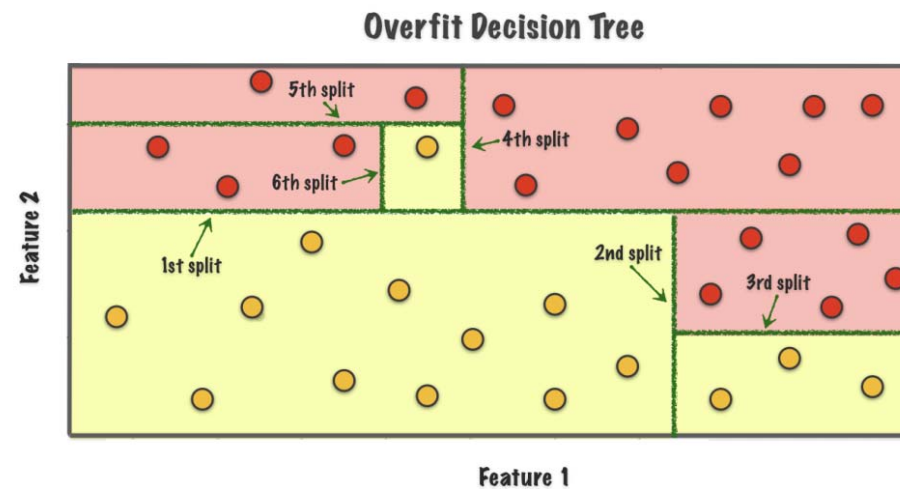 Overfit Decision Tree
5th split
4th split
6th split
1st split
2nd split
3rd split
Feature 2
Feature 1